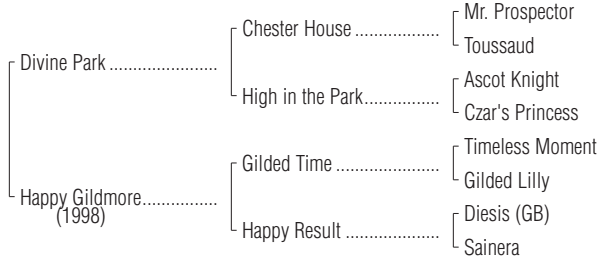 Mr. Prospector
Chester House ..................
Toussaud
Divine Park .......................
Ascot Knight
High in the Park................
Czar's Princess
Timeless Moment
Gilded Time ......................
Gilded Lilly
Happy Gildmore................
(1998)
Diesis (GB)
Happy Result ....................
Sainera